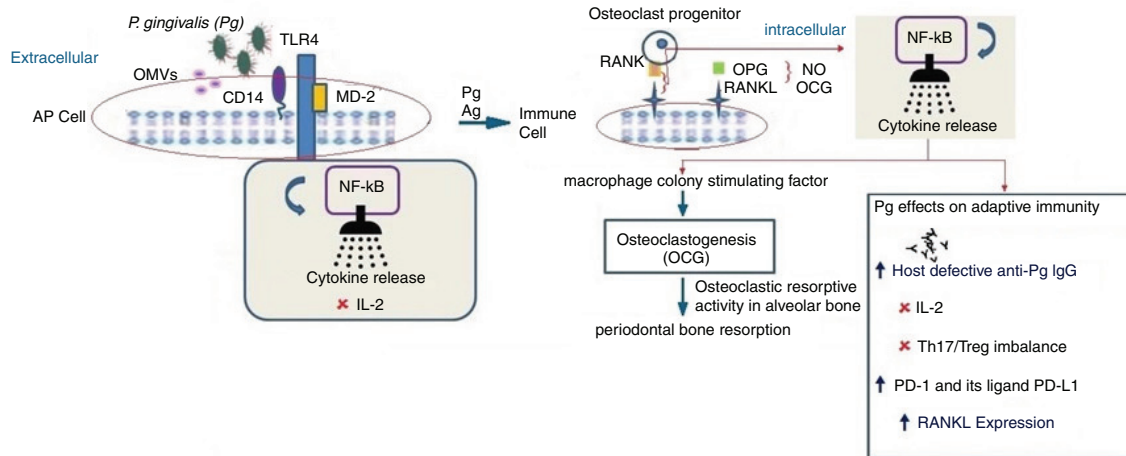 P. gingivalis (Pg)
Extracellular
TLR4
OMVs
CD14
MD-2
AP Cell
Pg
Ag
Immune
Cell
NF-kB
Cytokine release
✘ IL-2
Osteoclast progenitor
intracellular
RANK
OPG
RANKL
NO
OCG
NF-kB
Cytokine release
macrophage colony stimulating factor
Osteoclastogenesis
(OCG)
Osteoclastic resorptive
activity in alveolar bone
periodontal bone resorption
Pg effects on adaptive immunity
Host defective anti-Pg IgG
✘ IL-2
✘ Th17/Treg imbalance
PD-1 and its ligand PD-L1
RANKL Expression